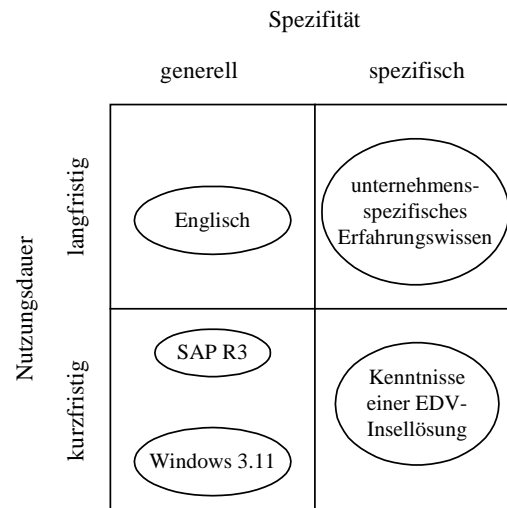 Spezifität
generell
spezifisch
Nutzungsdauer
langfristig
Englisch
unternehmens-
spezifisches
Erfahrungswissen
kurzfristig
SAP R3
Windows 3.11
Kenntnisse
einer EDV-
Insellösung